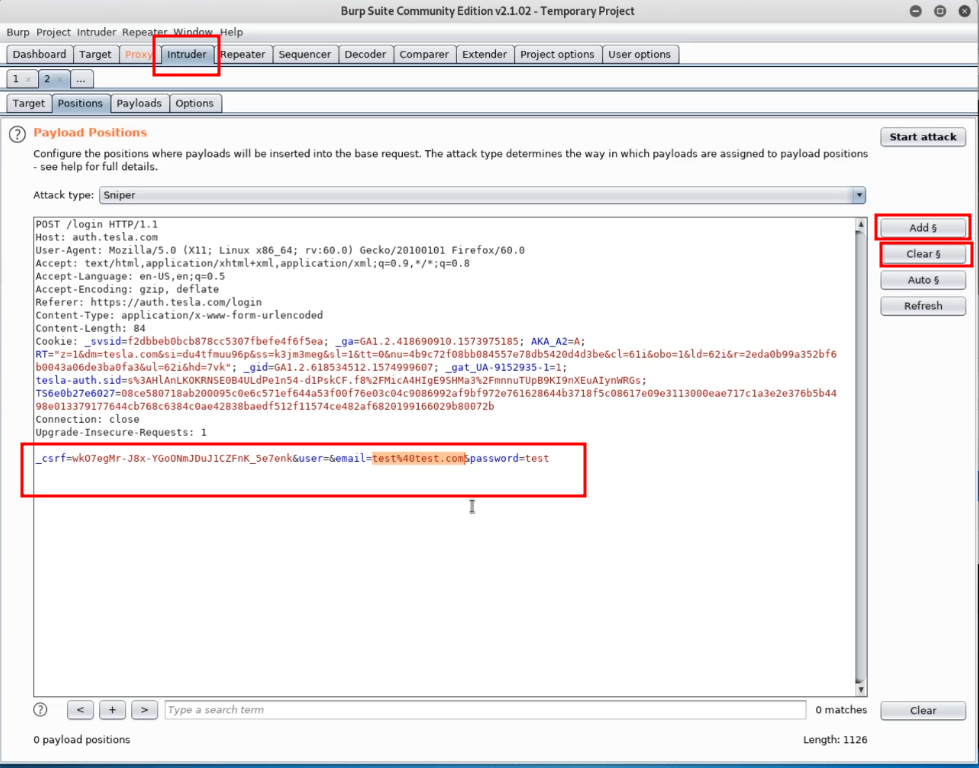 Burp Suite Community Edition v2.1.02 - Temporary Project
Burp Project Intruder Repeater Window Help
Dashboard Target Proxy Intruder Repeater Sequencer Decoder Comparer Extender Project options User options
1 × 2 × ...
Target Positions Payloads Options
? Payload Positions
Start attack
Configure the positions where payloads will be inserted into the base request. The attack type determines the way in which payloads are assigned to payload positions
- see help for full details.
Attack type: Sniper
POST /login HTTP/1.1
Host: auth.tesla.com
User-Agent: Mozilla/5.0 (X11; Linux x86_64; rv:60.0) Gecko/20100101 Firefox/60.0
Accept: text/html,application/xhtml+xml,application/xml;q=0.9,*/*;q=0.8
Accept-Language: en-US,en;q=0.5
Accept-Encoding: gzip, deflate
Referer: https://auth.tesla.com/login
Content-Type: application/x-www-form-urlencoded
Content-Length: 84
Cookie: _svsid=f2dbbeb0bcb878cc5307fbefe4f6f5ea; _ga=GA1.2.418690910.1573975185; AKA_A2=A;
RT="z=1&dm=tesla.com&si=du4tfmuu96p&ss=k3jm3meg&sl=1&tt=0&nu=4b9c72f08bb084557e78db5420d4d3be&cl=61i&obo=1&ld=62i&r=2eda0b99a352bf6
b0043a06de3ba0fa3&ul=62i&hd=7vk"; _gid=GA1.2.618534512.1574999607; _gat_UA-9152935-1=1;
tesla-auth.sid=s%3AHlAnLKOKRNSE0B4ULdPe1n54-d1PskCF.f8%2FMicA4HIgE9SHMa3%2FmnnuTUpB9KI9nXEuAIynWRGs;
TS6e0b27e6027=08ce580718ab200095c0e6c571ef644a53f00f76e03c04c9086992af9bf972e761628644b3718f5c08617e09e3113000eae717c1a3e2e376b5b44
98e013379177644cb768c6384c0ae42838baedf512f11574ce482af6820199166029b80072b
Connection: close
Upgrade-Insecure-Requests: 1
_csrf=wkO7egMr-J8x-YGoONmJDuJ1CZFnK_5e7enk&user=&email=test%40test.com&password=test
Add §
Clear §
Auto §
Refresh
? < + > Type a search term 0 matches Clear
0 payload positions Length: 1126